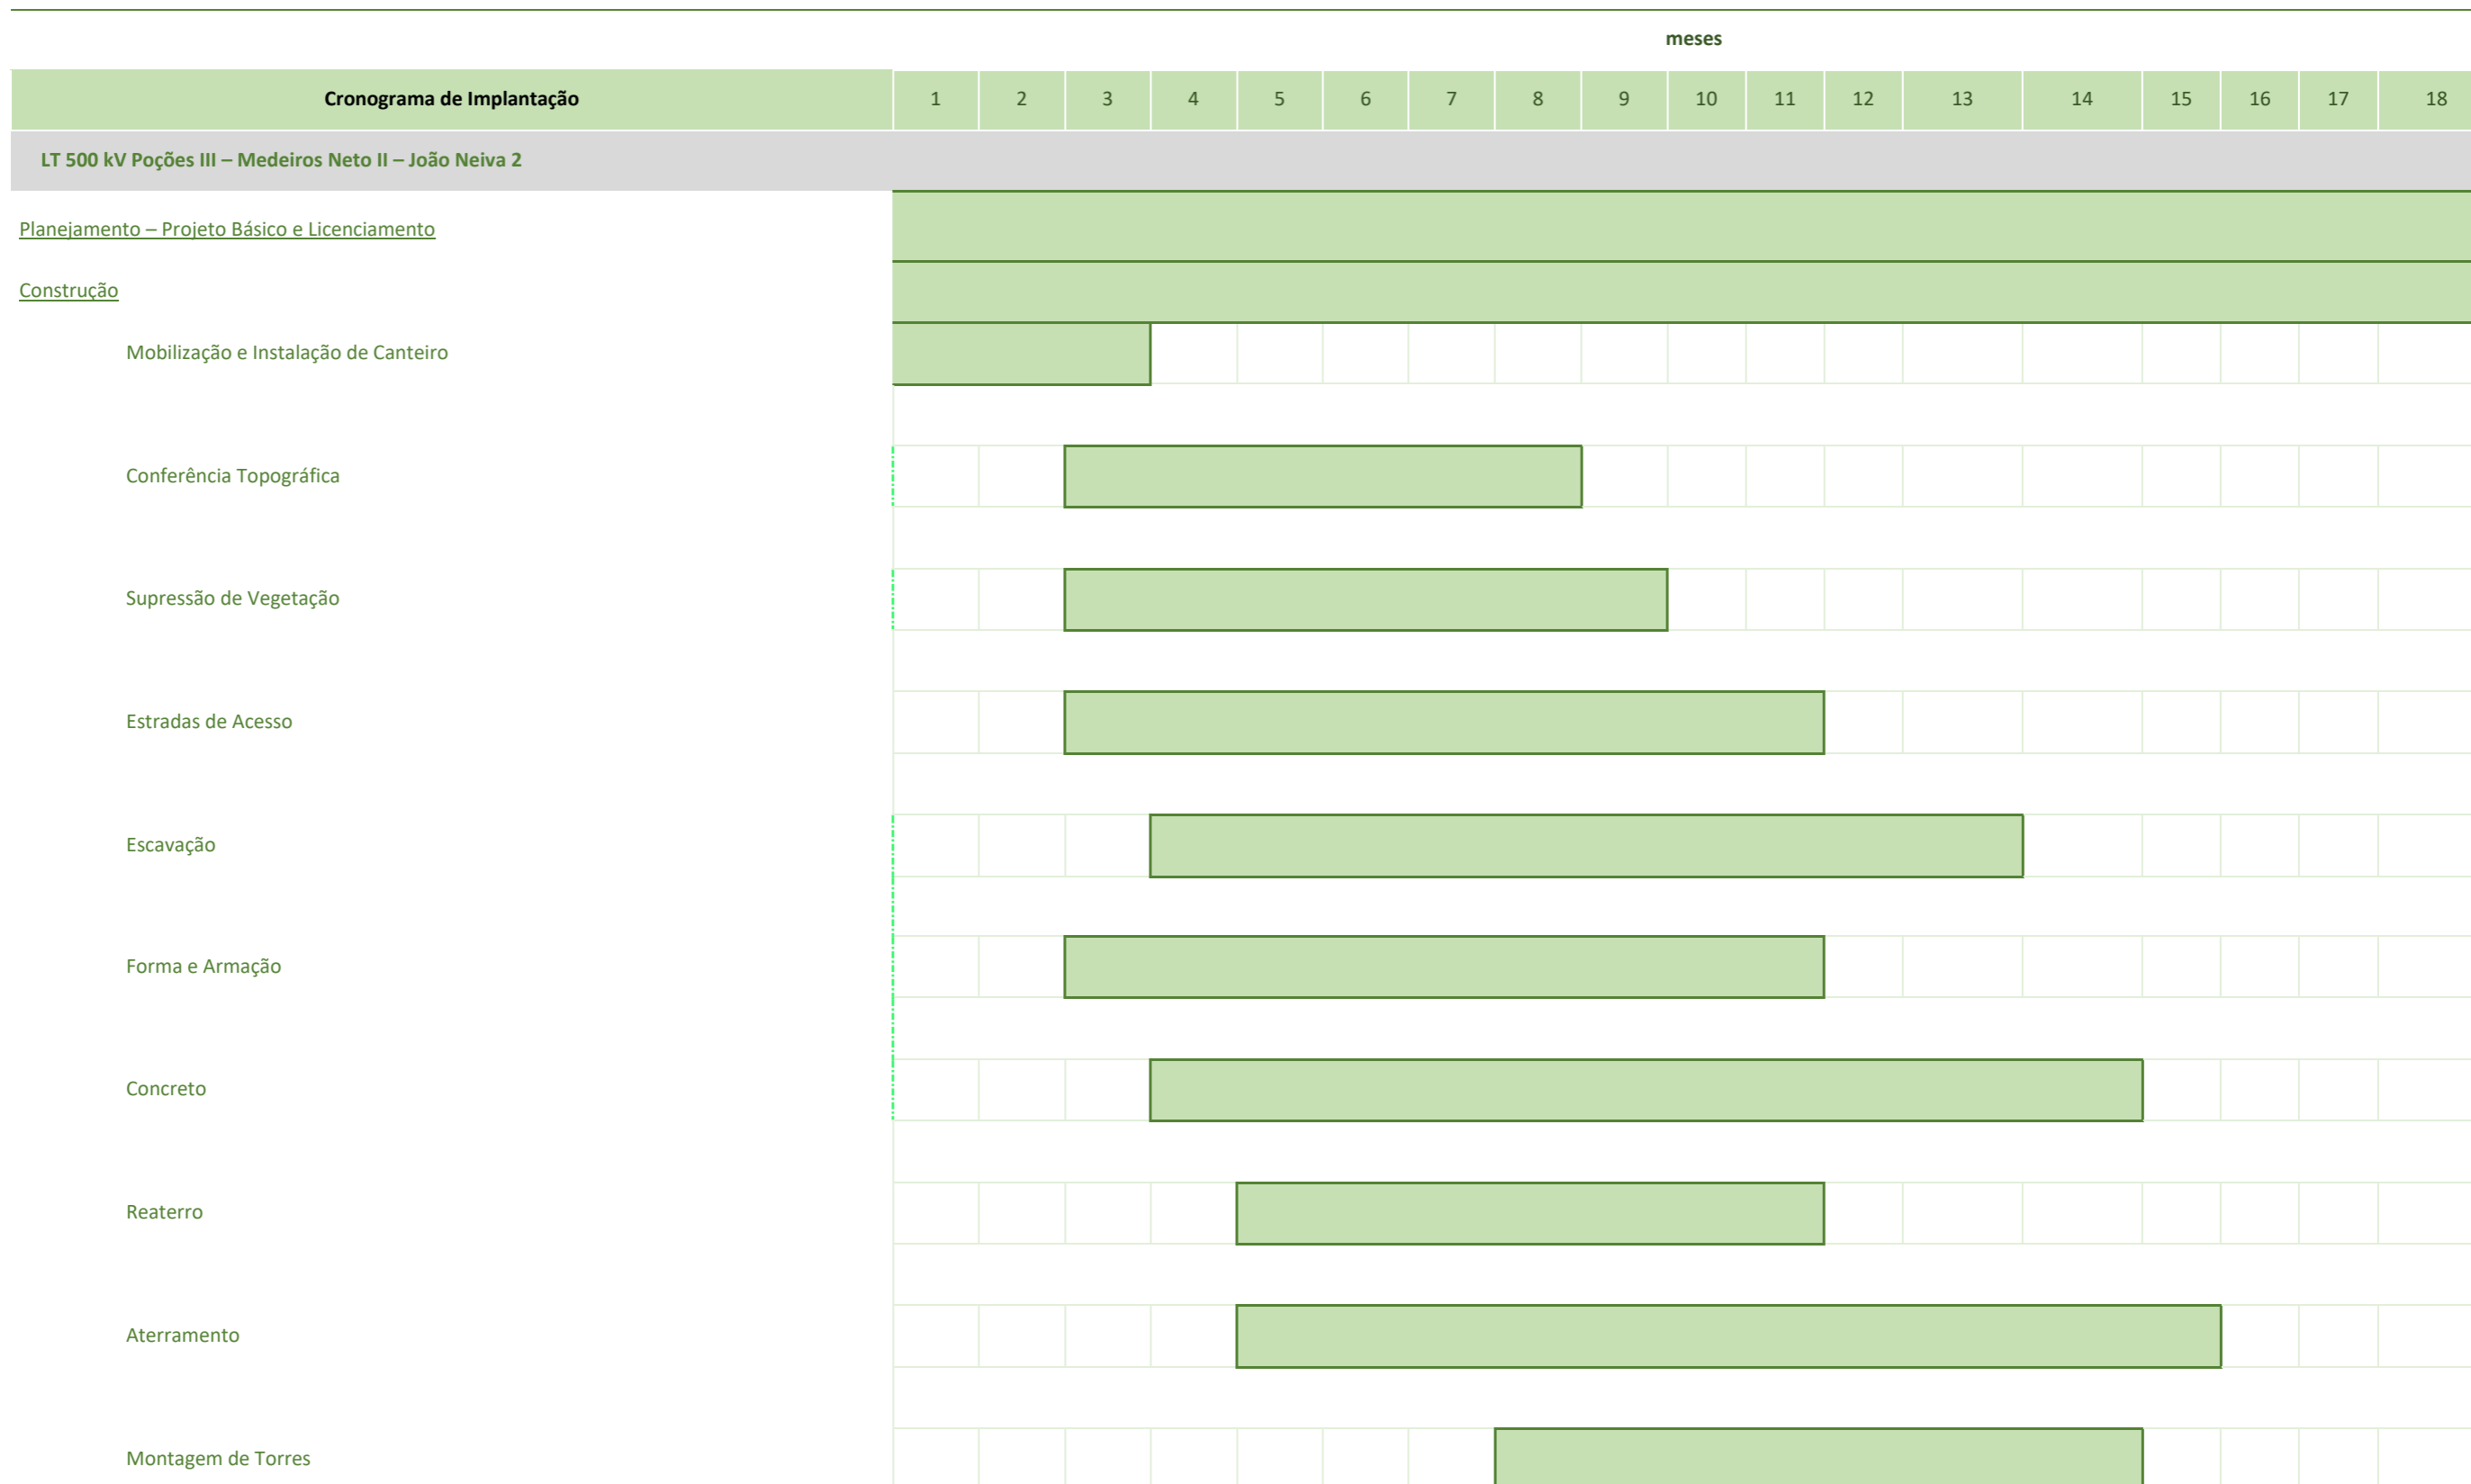 meses
Cronograma de Implantação 1 2 3 4 5 6 7 8 9 10 11 12 13 14 15 16 17 18
LT 500 kV Poções III – Medeiros Neto II – João Neiva 2
Planejamento – Projeto Básico e Licenciamento
Construção
Mobilização e Instalação de Canteiro
Conferência Topográfica
Supressão de Vegetação
Estradas de Acesso
Escavação
Forma e Armação
Concreto
Reaterro
Aterramento
Montagem de Torres